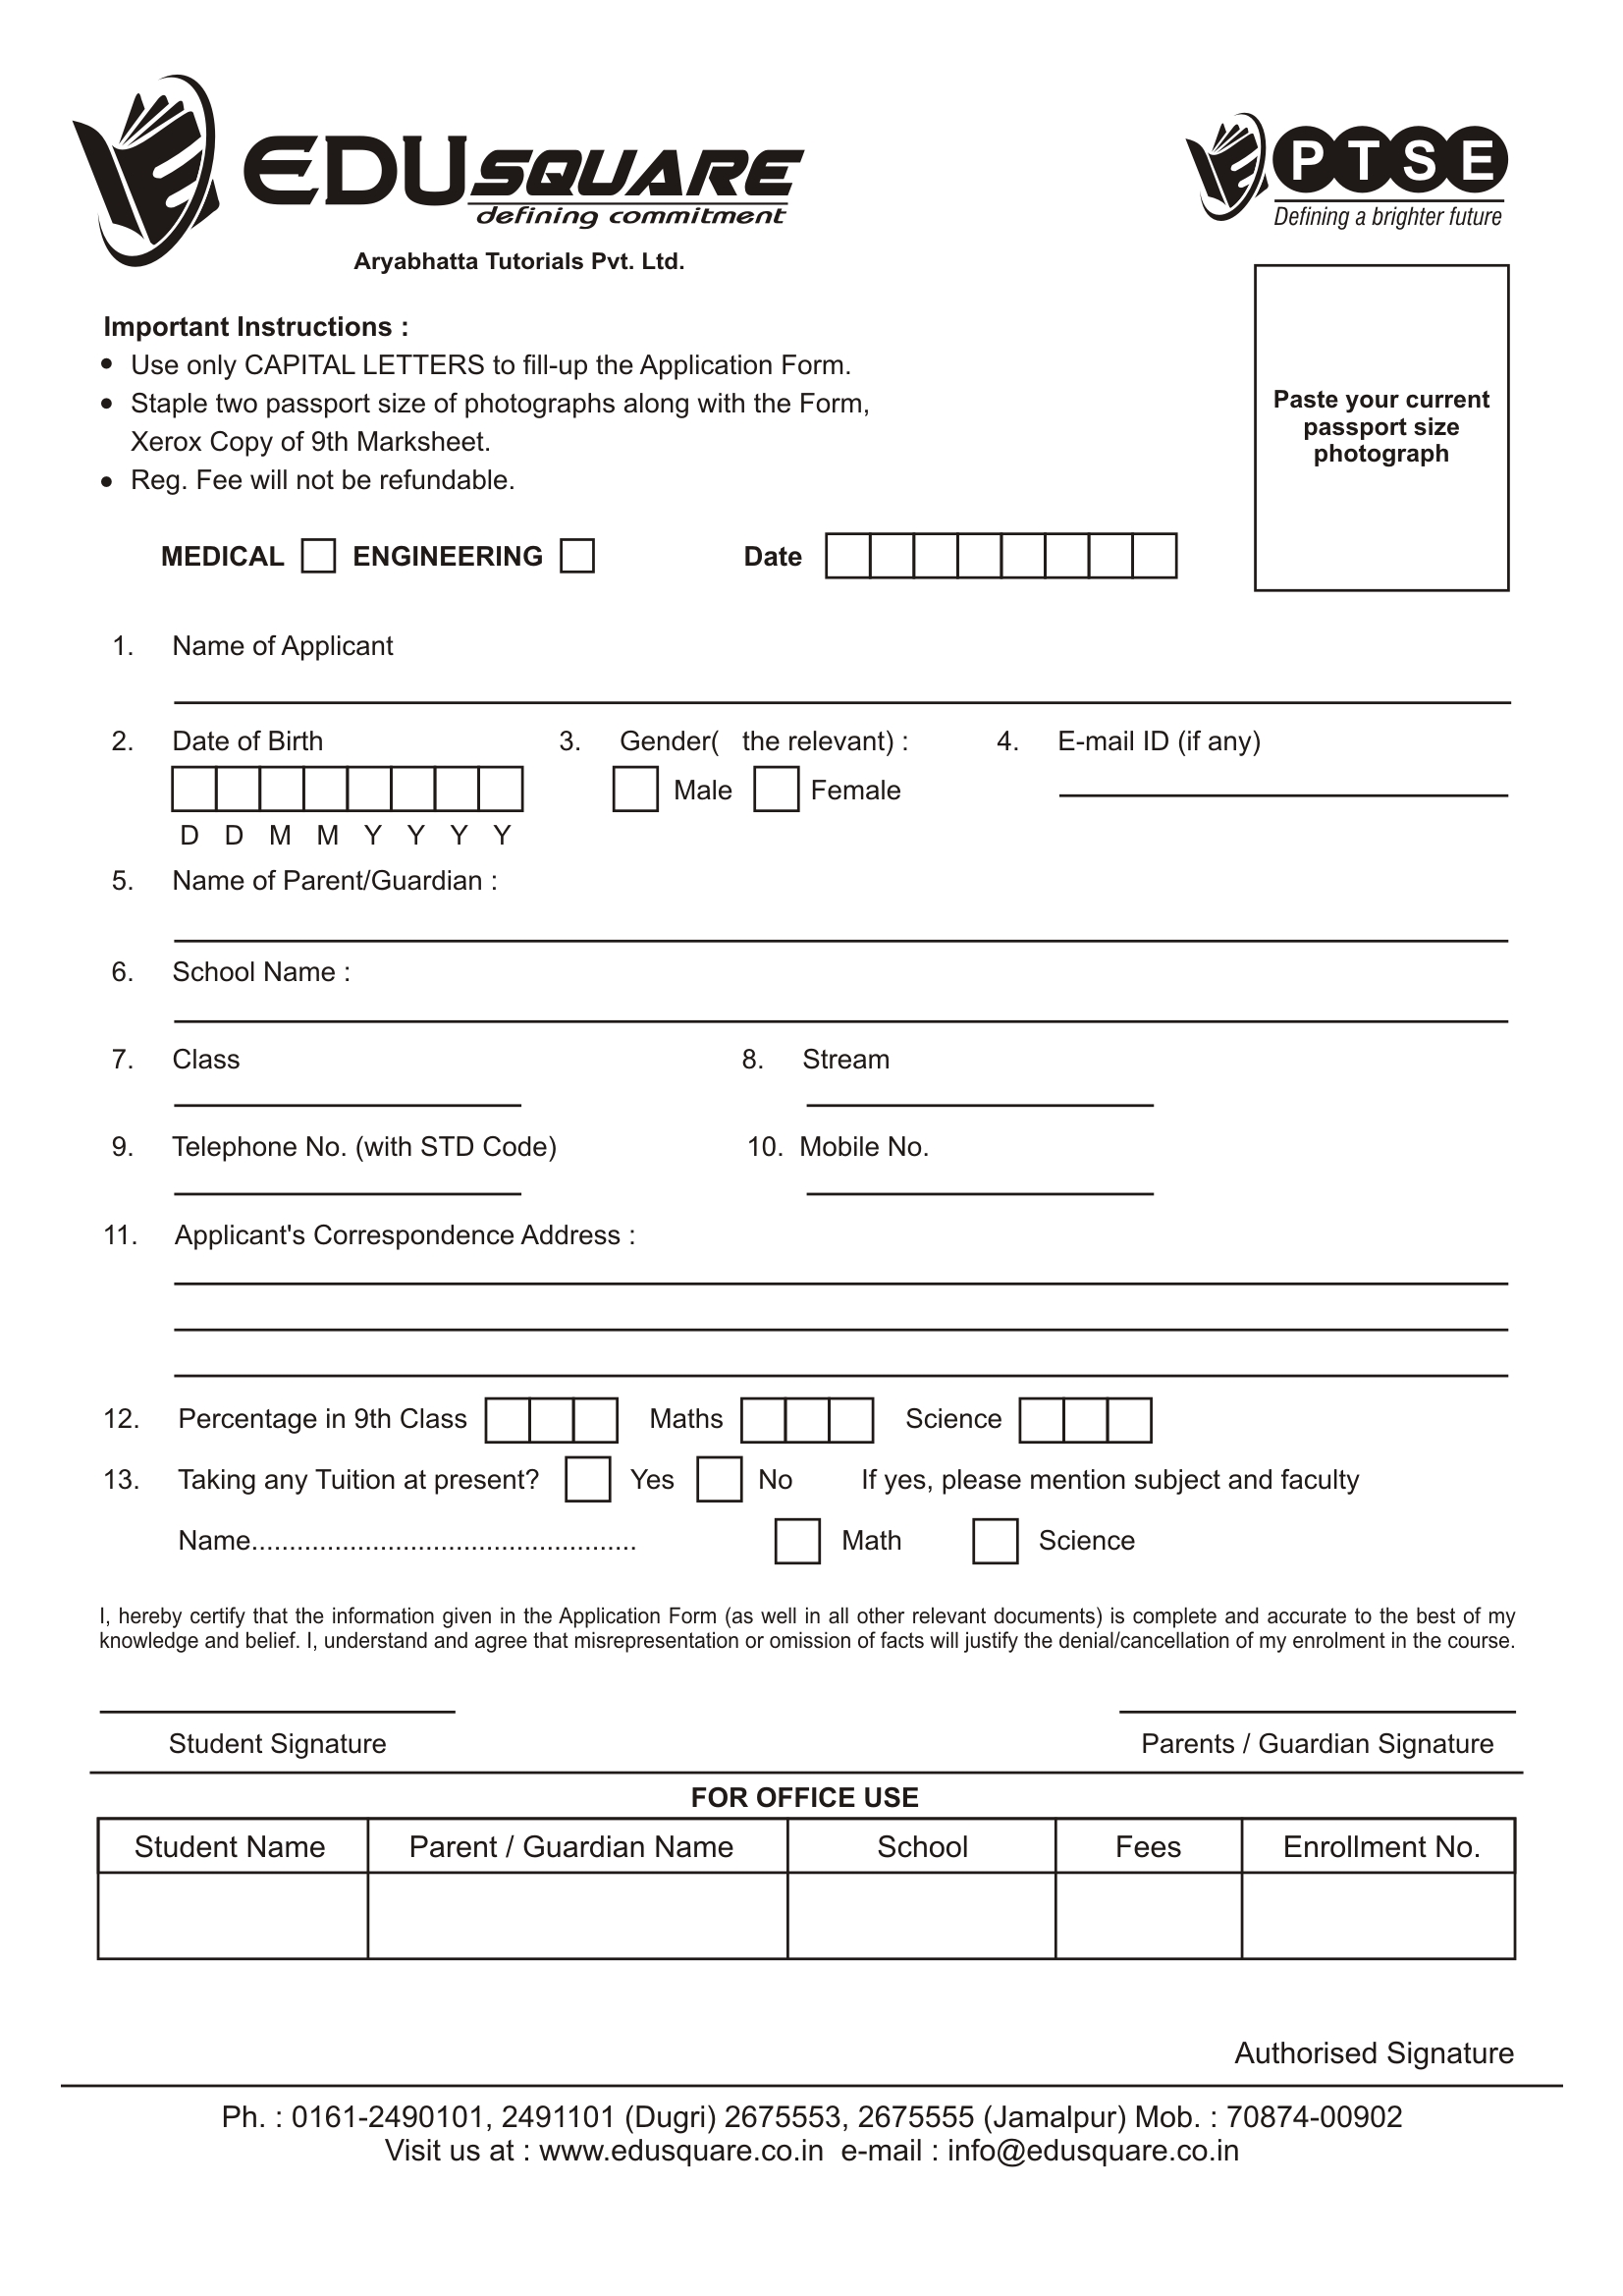 EDUSQUARE
defining commitment
Aryabhatta Tutorials Pvt. Ltd.
PTSE
Defining a brighter future
Paste your current
passport size
photograph
Important Instructions :
• Use only CAPITAL LETTERS to fill-up the Application Form.
• Staple two passport size of photographs along with the Form,
Xerox Copy of 9th Marksheet.
• Reg. Fee will not be refundable.
MEDICAL ENGINEERING Date
1. Name of Applicant
2. Date of Birth 3. Gender( the relevant) : 4. E-mail ID (if any)
Male Female
D D M M Y Y Y Y
5. Name of Parent/Guardian :
6. School Name :
7. Class 8. Stream
9. Telephone No. (with STD Code) 10. Mobile No.
11. Applicant's Correspondence Address :
12. Percentage in 9th Class Maths Science
13. Taking any Tuition at present? Yes No If yes, please mention subject and faculty
Name................................................... Math Science
I, hereby certify that the information given in the Application Form (as well in all other relevant documents) is complete and accurate to the best of my
knowledge and belief. I, understand and agree that misrepresentation or omission of facts will justify the denial/cancellation of my enrolment in the course.
Student Signature Parents / Guardian Signature
FOR OFFICE USE
Student Name Parent / Guardian Name School Fees Enrollment No.
Authorised Signature
Ph. : 0161-2490101, 2491101 (Dugri) 2675553, 2675555 (Jamalpur) Mob. : 70874-00902
Visit us at : www.edusquare.co.in e-mail : info@edusquare.co.in